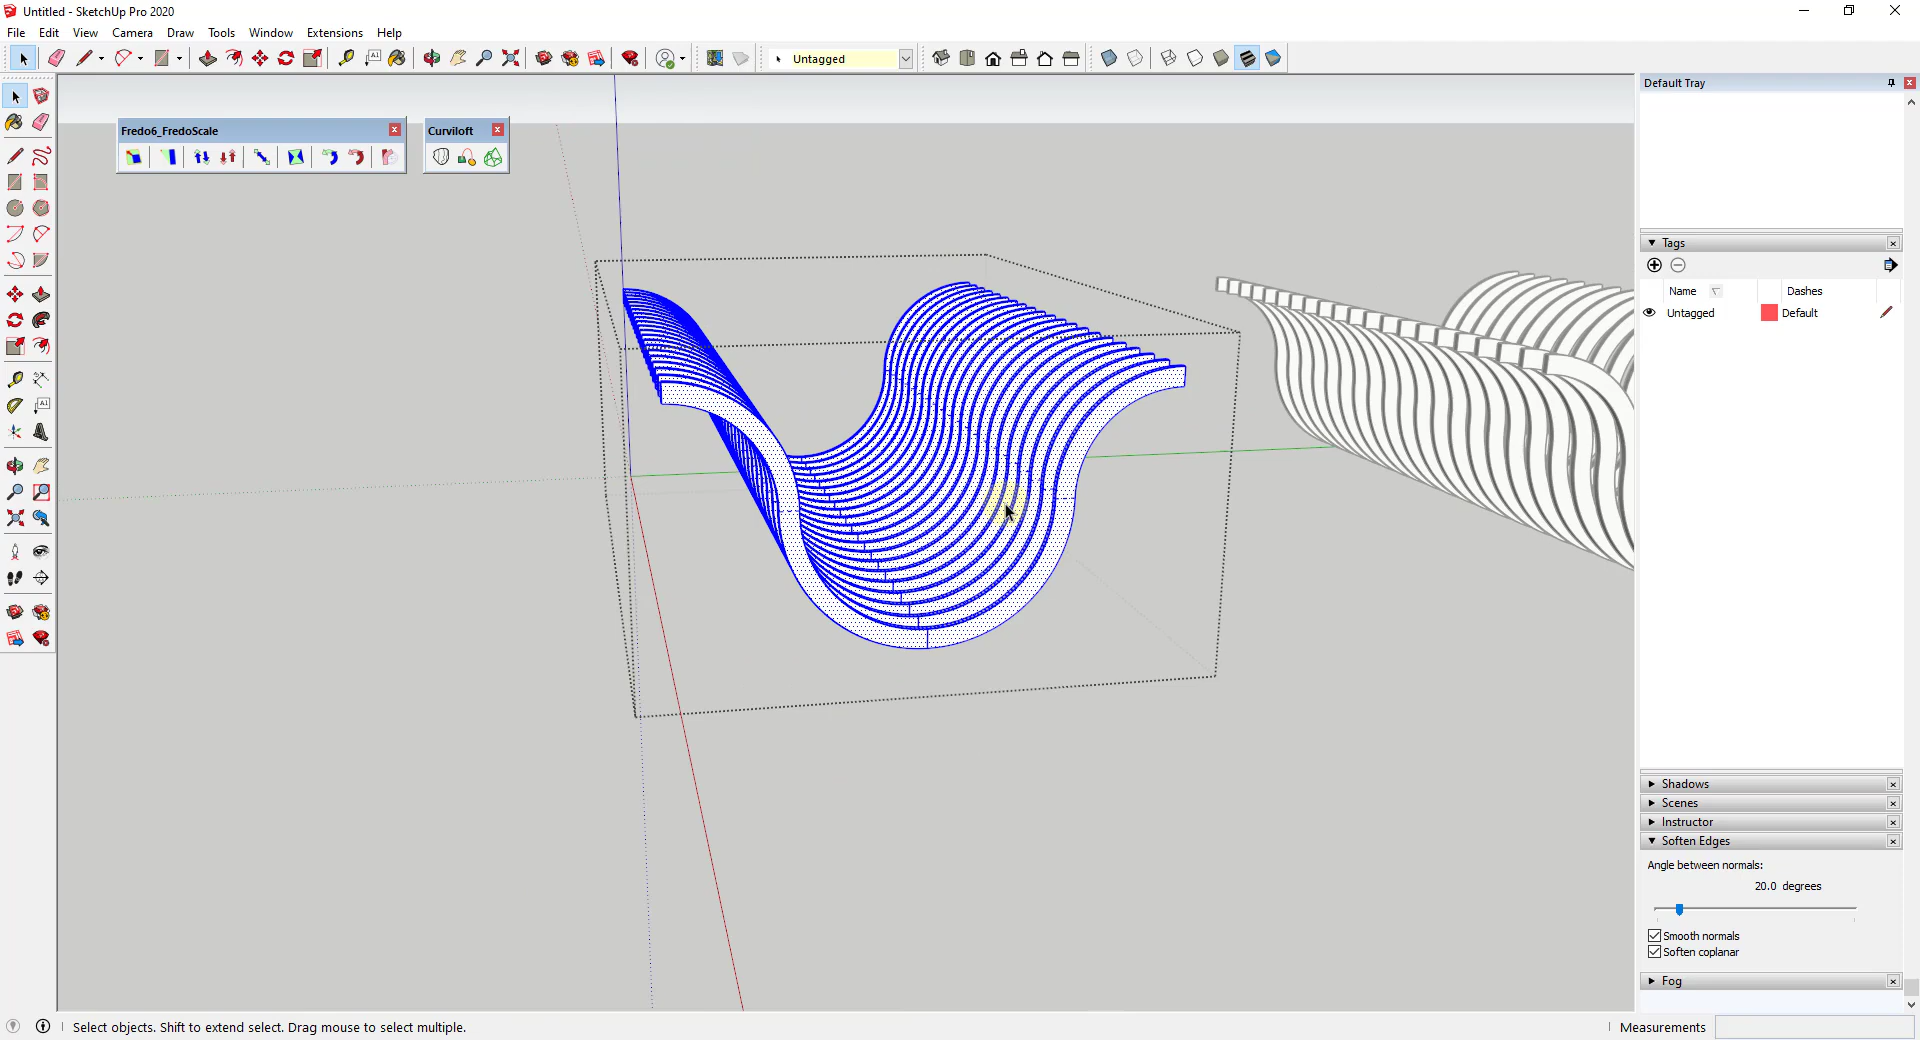 Untitled - SketchUp Pro 2020
File Edit View Camera Draw Tools Window Extensions Help
Untagged
Default Tray
Fredo6_FredoScale
Curviloft
Tags
Name Dashes
Untagged Default
Shadows
Scenes
Instructor
Soften Edges
Angle between normals:
20.0 degrees
Smooth normals
Soften coplanar
Fog
Select objects. Shift to extend select. Drag mouse to select multiple.
Measurements